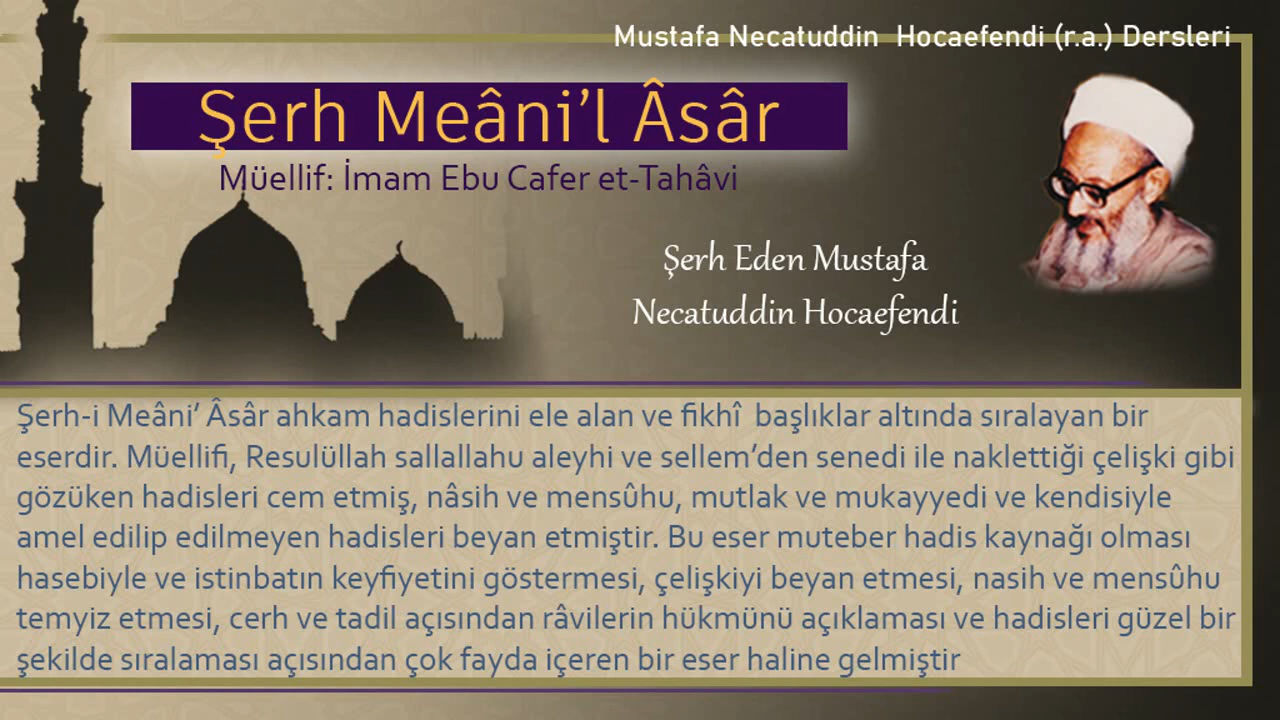 Mustafa Necatuddin Hocaefendi (r.a.) Dersleri
Şerh Meâni’l Âsâr
Müellif: İmam Ebu Cafer et-Tahâvi
Şerh Eden Mustafa
Necatuddin Hocaefendi
Şerh-i Meâni’ Âsâr ahkam hadislerini ele alan ve fikhî başlıklar altında sıralayan bir
eserdir. Müellifi, Resulüllah sallallahu aleyhi ve sellem’den senedi ile naklettiği çelişki gibi
gözüken hadisleri cem etmiş, nâsih ve mensûhu, mutlak ve mukayyedi ve kendisiyle
amel edilip edilmeyen hadisleri beyan etmiştir. Bu eser muteber hadis kaynağı olması
hasebiyle ve istinbatın keyfiyetini göstermesi, çelişkiyi beyan etmesi, nasih ve mensûhu
temyiz etmesi, cerh ve tadil açısından râvilerin hükmünü açıklaması ve hadisleri güzel bir
şekilde sıralaması açısından çok fayda içeren bir eser haline gelmiştir